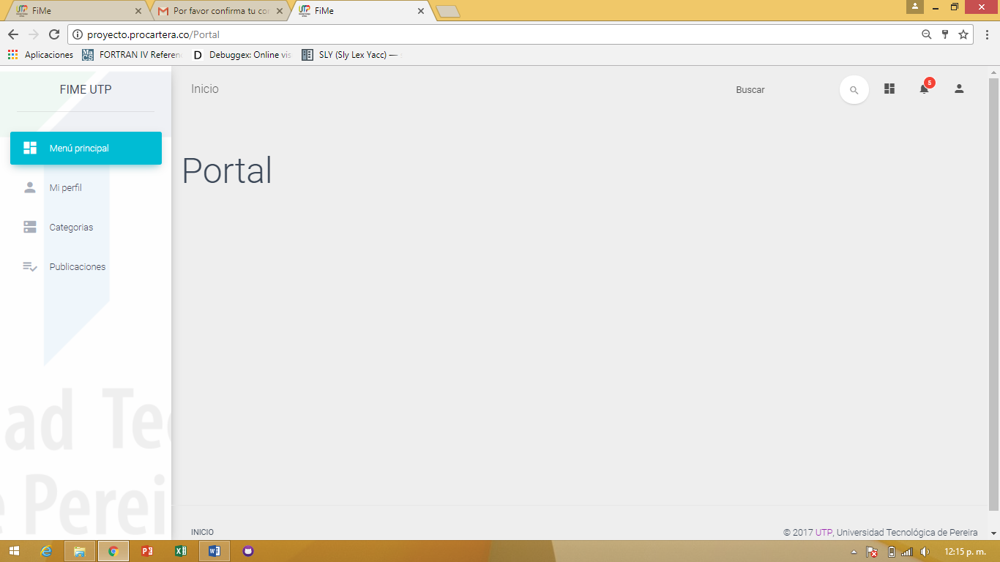 FiMe
Por favor confirma tu co
FiMe
proyecto.procartera.co/Portal
Aplicaciones
FORTRAN IV Referen
Debuggex: Online vis
SLY (Sly Lex Yacc) —
FIME UTP
Inicio
Buscar
5
Menú principal
Portal
Mi perfil
Categorias
Publicaciones
ad Tec
e Perei
INICIO
© 2017 UTP, Universidad Tecnológica de Pereira
12:15 p. m.